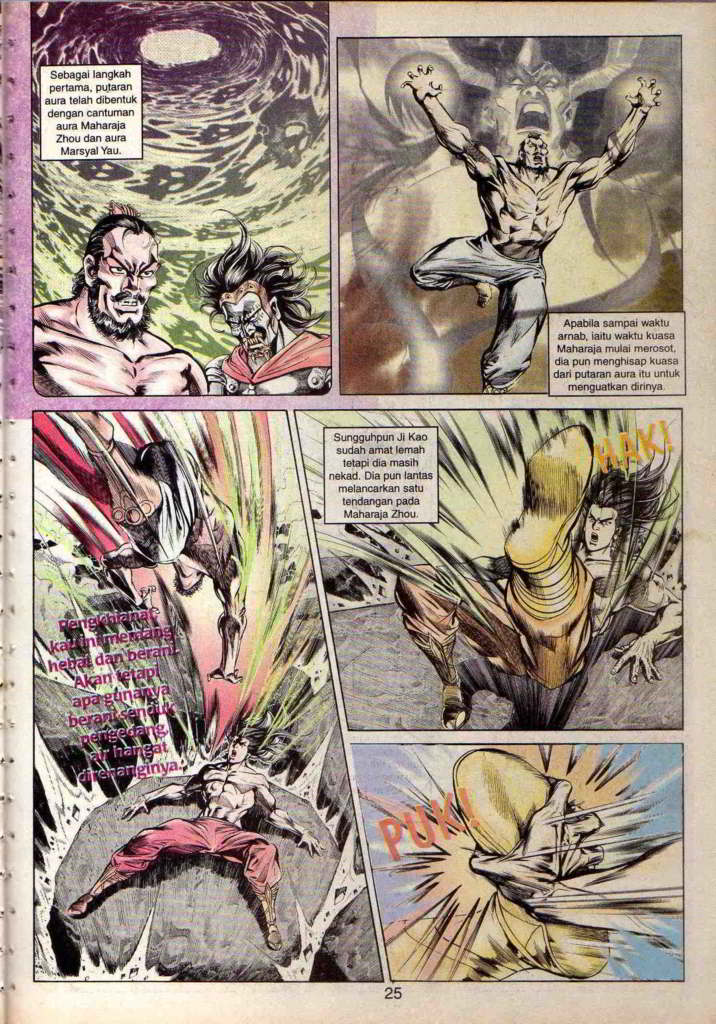 Sebagai langkah
pertama, putaran
aura telah dibentuk
dengan cantuman
aura Maharaja
Zhou dan aura
Marsyal Yau.
Apabila sampai waktu
arnab, iaitu waktu kuasa
Maharaja mulai merosot,
dia pun menghisap kuasa
dari putaran aura itu untuk
menguatkan dirinya.
Pengkhianat
kali ini memang
hebat dan berani.
Akan tetapi
apa gunanya
berani senduk
pengedang,
air hangat
direnanginya.
Sungguhpun Ji Kao
sudah amat lemah
tetapi dia masih
nekad. Dia pun lantas
melancarkan satu
tendangan pada
Maharaja Zhou.
HAK!
PUK!
25